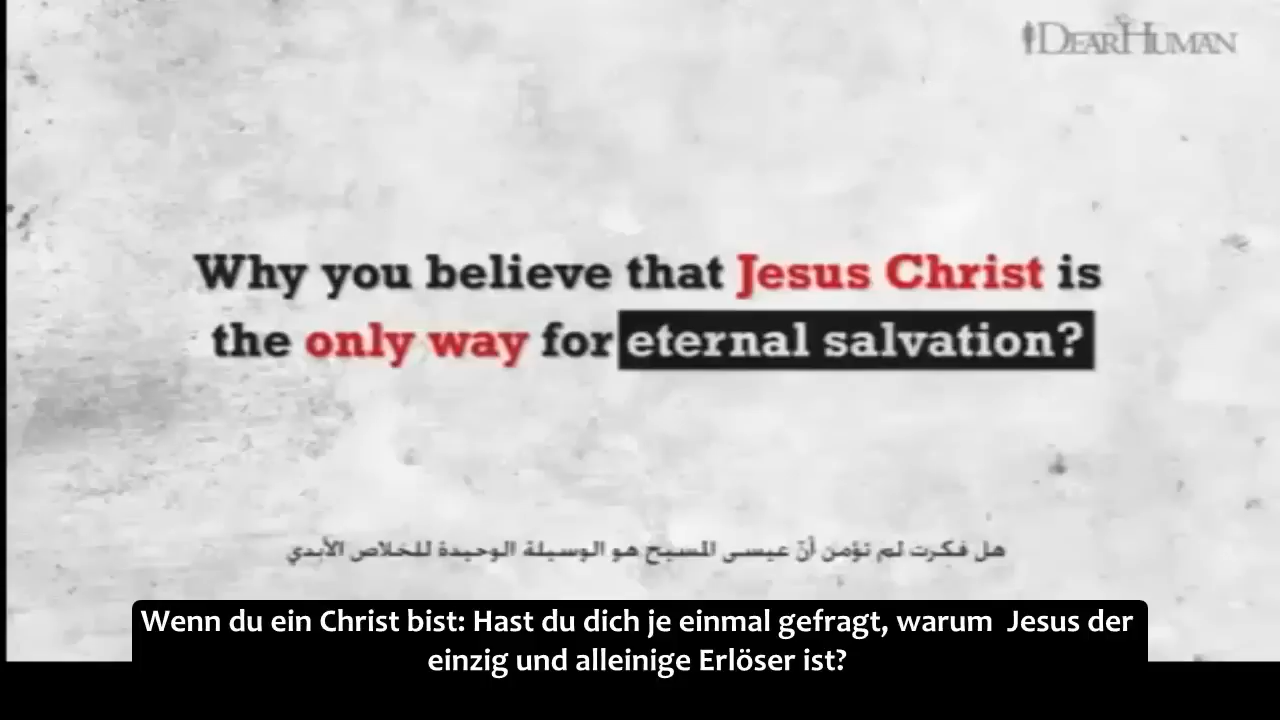 DEARHUMAN
Why you believe that Jesus Christ is
the only way for eternal salvation?
هل فكرت لم تؤمن أنّ عيسى المسيح هو الوسيلة الوحيدة للخلاص الأبدي
Wenn du ein Christ bist: Hast du dich je einmal gefragt, warum  Jesus der
einzig und alleinige Erlöser ist?